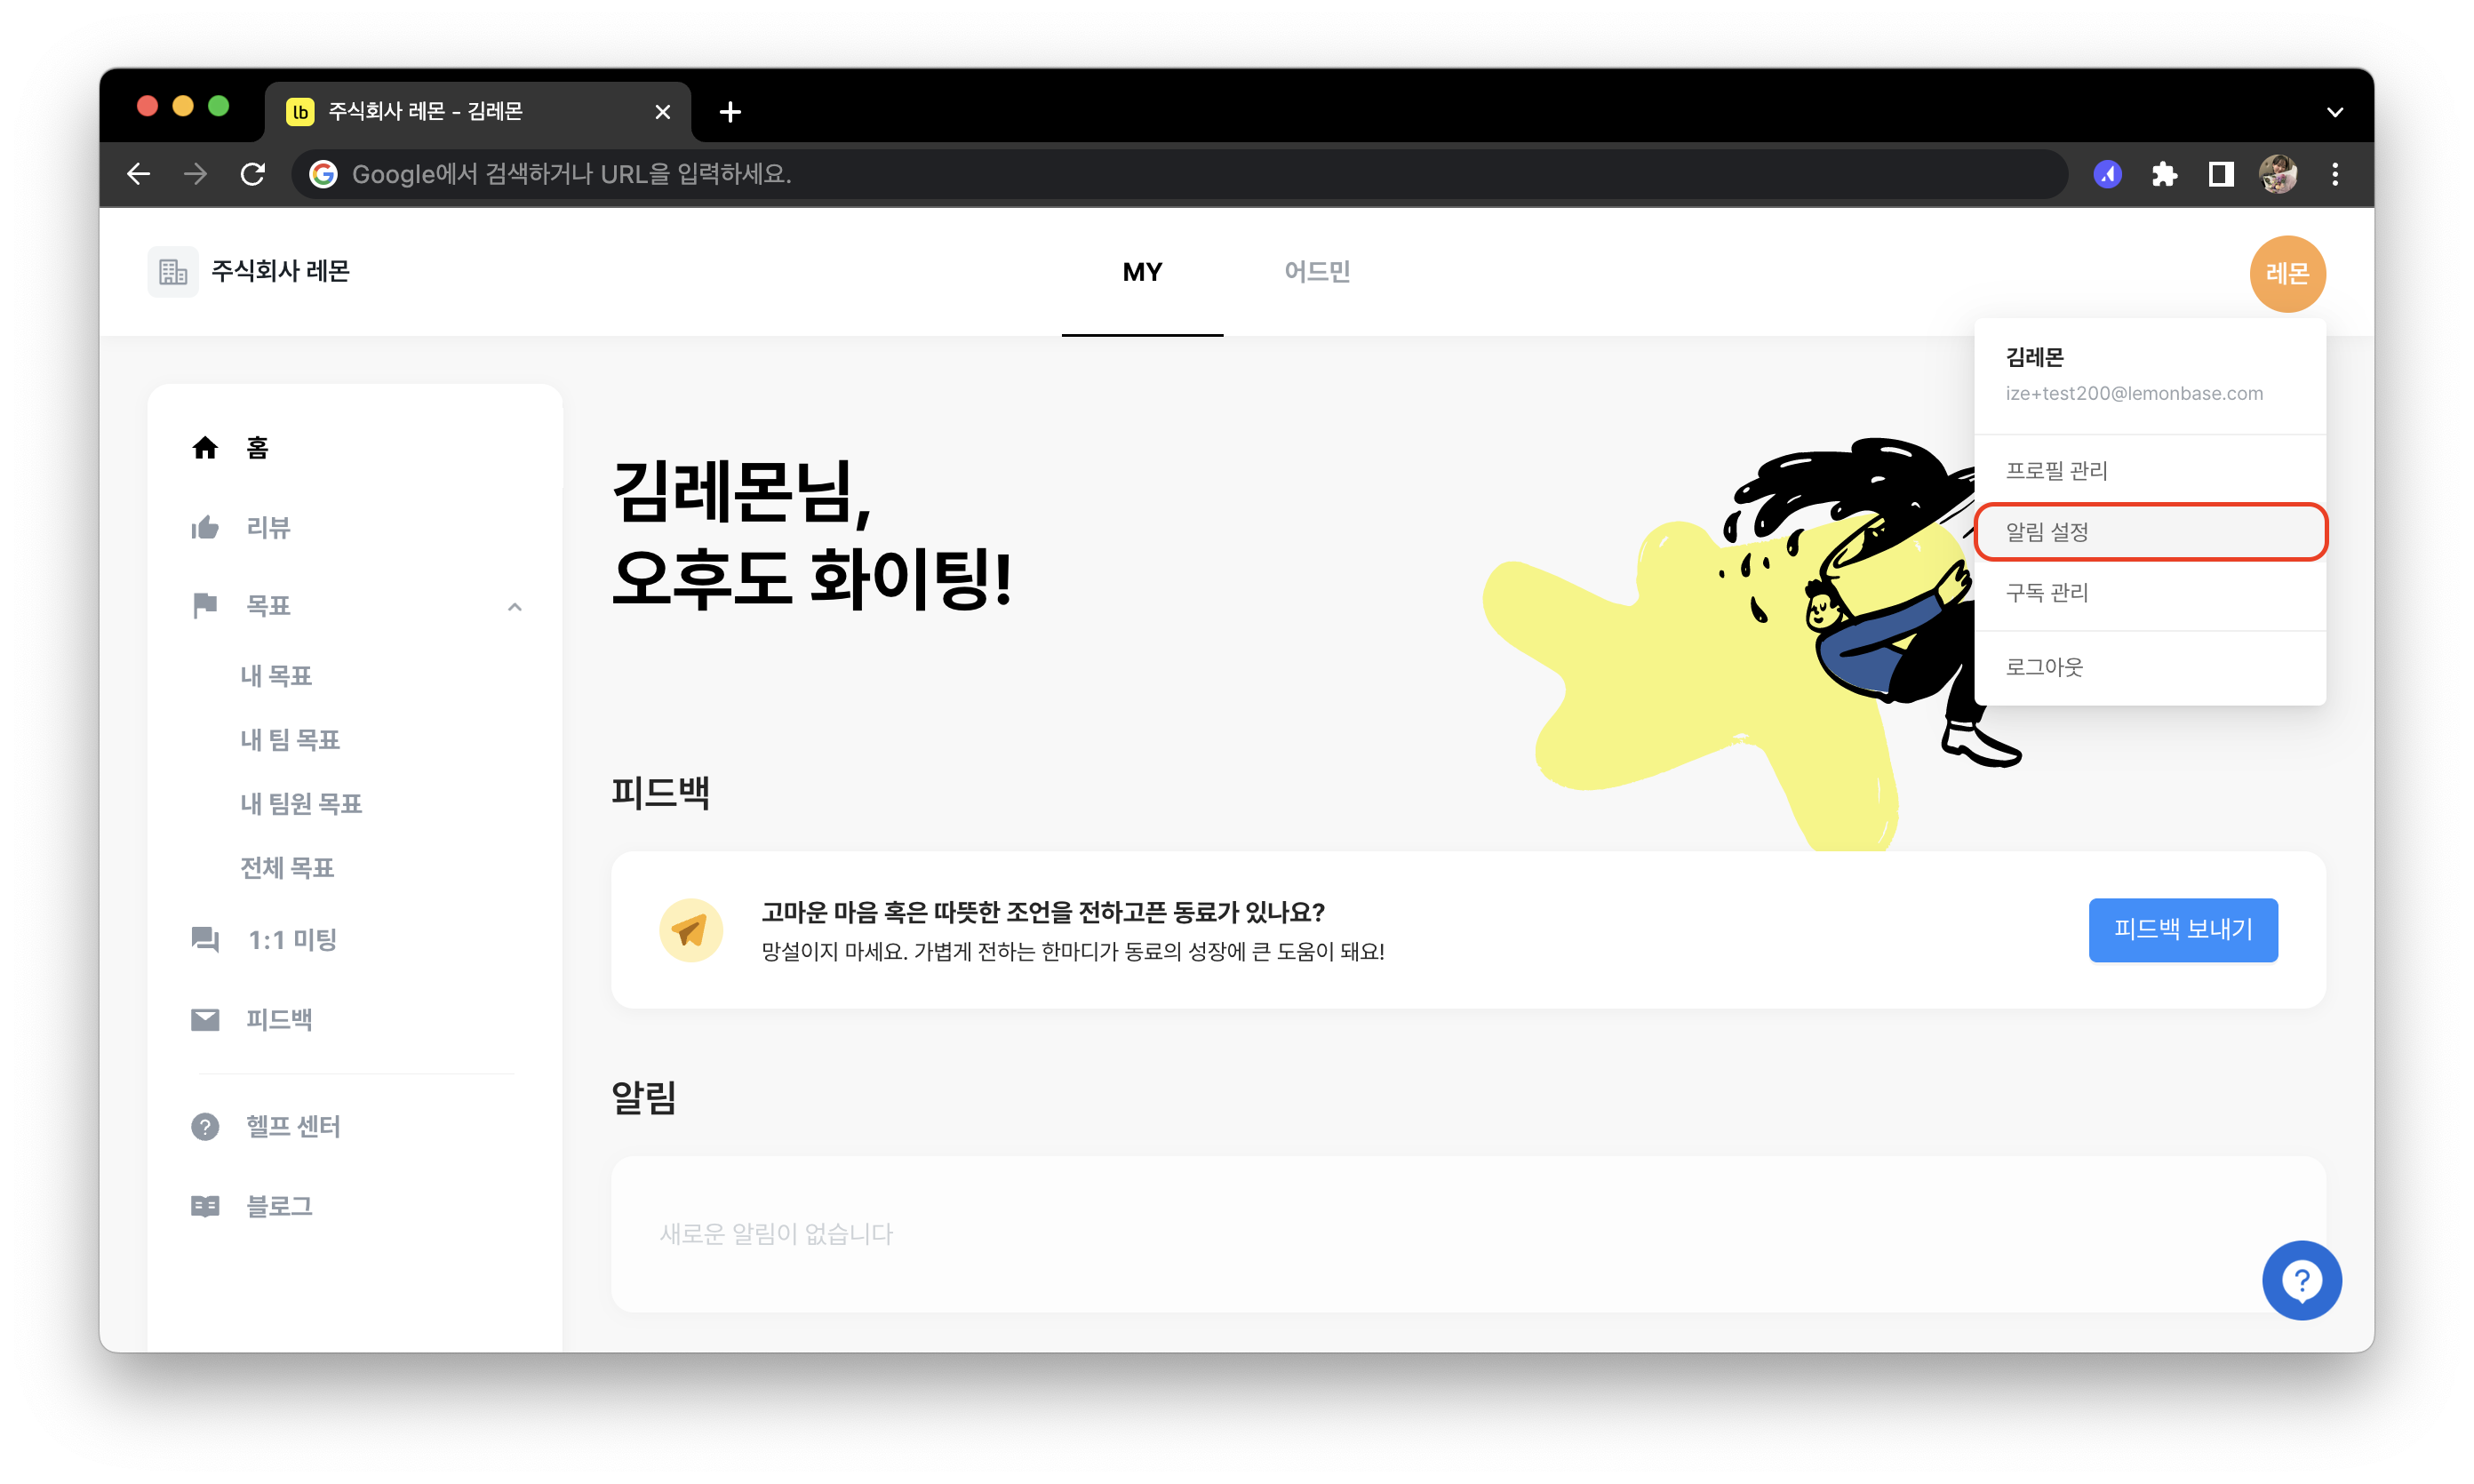 lb 주식회사 레몬 - 김레몬
Google에서 검색하거나 URL을 입력하세요.
주식회사 레몬
MY
어드민
레몬
김레몬
ize+test200@lemonbase.com
프로필 관리
알림 설정
구독 관리
로그아웃
홈
리뷰
목표
내 목표
내 팀 목표
내 팀원 목표
전체 목표
1:1 미팅
피드백
헬프 센터
블로그
김레몬님,
오후도 화이팅!
피드백
고마운 마음 혹은 따뜻한 조언을 전하고픈 동료가 있나요?
망설이지 마세요. 가볍게 전하는 한마디가 동료의 성장에 큰 도움이 돼요!
피드백 보내기
알림
새로운 알림이 없습니다